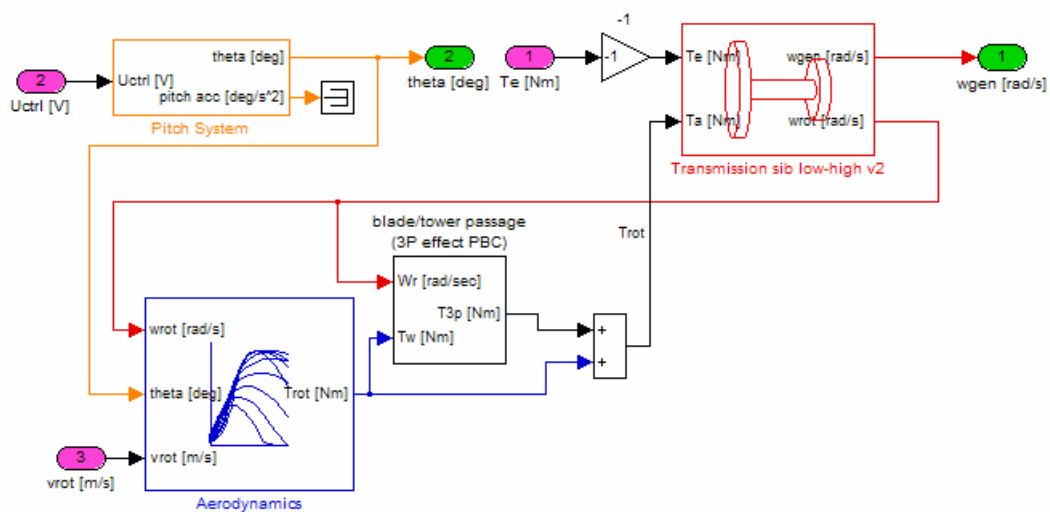 -1
1
Te [Nm]
-1
Te [Nm]
wgen [rad/s]
Ta [Nm]
wrot [rad/s]
Transmission sib low-high v2
1
wgen [rad/s]
2
Uctrl [V]
theta [deg]
Uctrl [V]
pitch acc [deg/s^2]
Pitch System
2
theta [deg]
Trot
blade/tower passage
(3P effect PBC)
Wr [rad/sec]
T3p [Nm]
Tw [Nm]
+
+
wrot [rad/s]
theta [deg]
Trot [Nm]
vrot [m/s]
3
vrot [m/s]
Aerodynamics